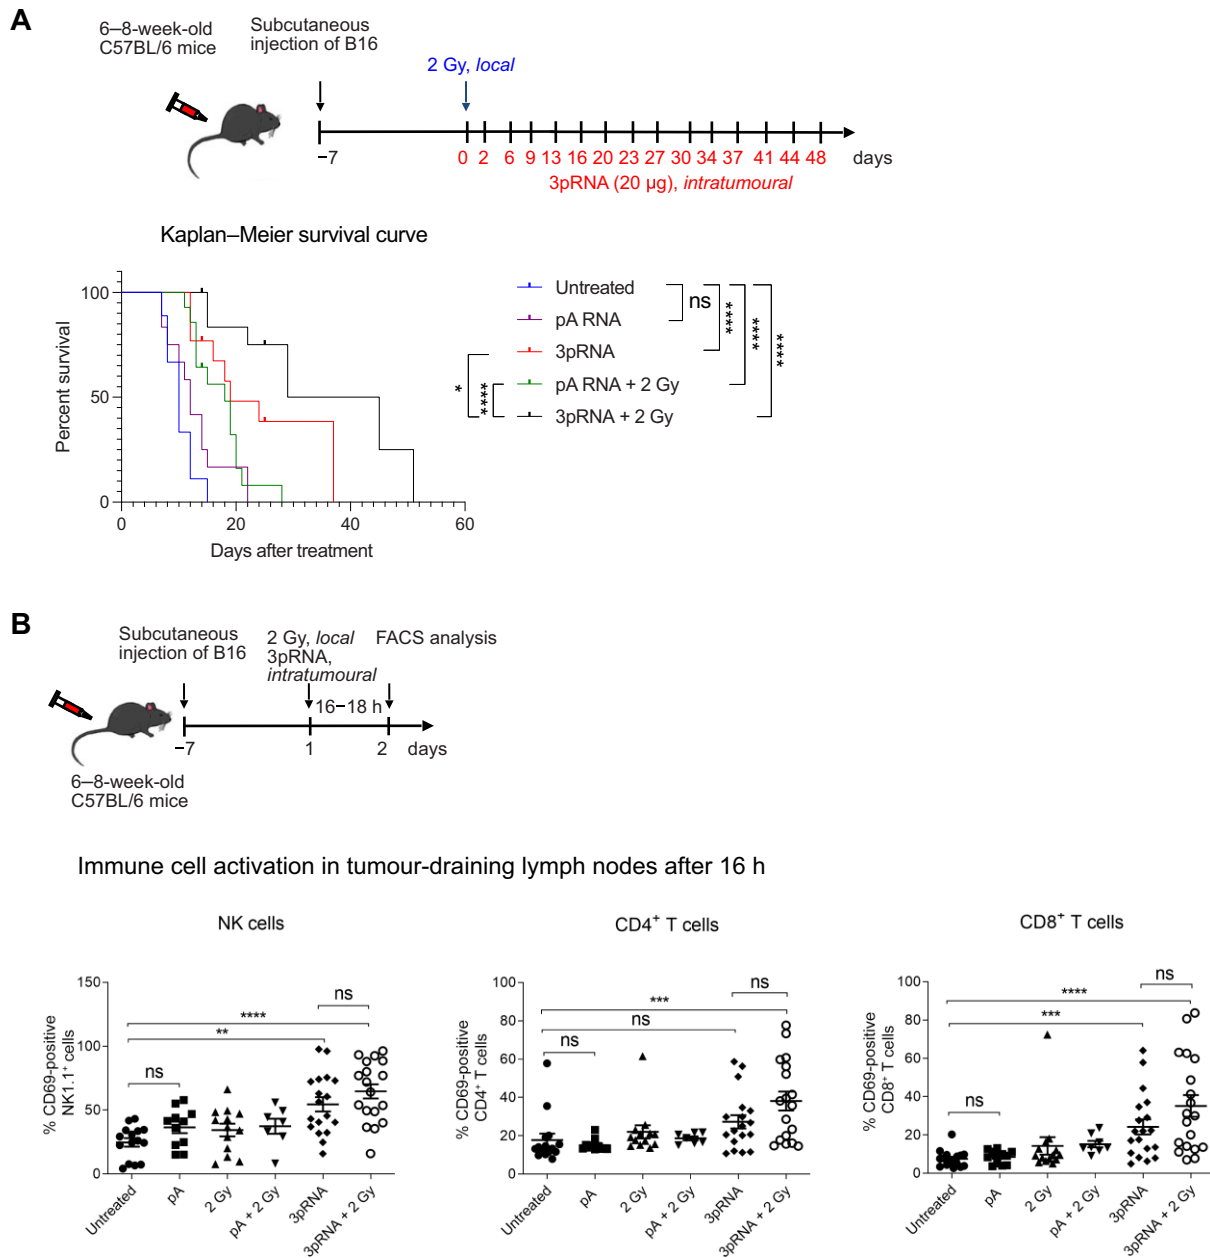 A
6–8-week-old
C57BL/6 mice
Subcutaneous
injection of B16
2 Gy, local
−7
0 2 6 9 13 16 20 23 27 30 34 37 41 44 48 days
3pRNA (20 µg), intratumoural
Kaplan–Meier survival curve
Percent survival
100
50
0
0 20 40 60
Days after treatment
Untreated
pA RNA
3pRNA
pA RNA + 2 Gy
3pRNA + 2 Gy
ns
****
****
****
*
****
B
Subcutaneous
injection of B16
2 Gy, local
3pRNA,
intratumoural
FACS analysis
16–18 h
−7 1 2 days
6–8-week-old
C57BL/6 mice
Immune cell activation in tumour-draining lymph nodes after 16 h
NK cells
% CD69-positive
NK1.1⁺ cells
150
100
50
0
ns
****
**
ns
Untreated
pA
2 Gy
pA + 2 Gy
3pRNA
3pRNA + 2 Gy
CD4⁺ T cells
% CD69-positive
CD4⁺ T cells
100
80
60
40
20
0
ns
***
ns
ns
Untreated
pA
2 Gy
pA + 2 Gy
3pRNA
3pRNA + 2 Gy
CD8⁺ T cells
% CD69-positive
CD8⁺ T cells
100
80
60
40
20
0
ns
****
***
ns
Untreated
pA
2 Gy
pA + 2 Gy
3pRNA
3pRNA + 2 Gy